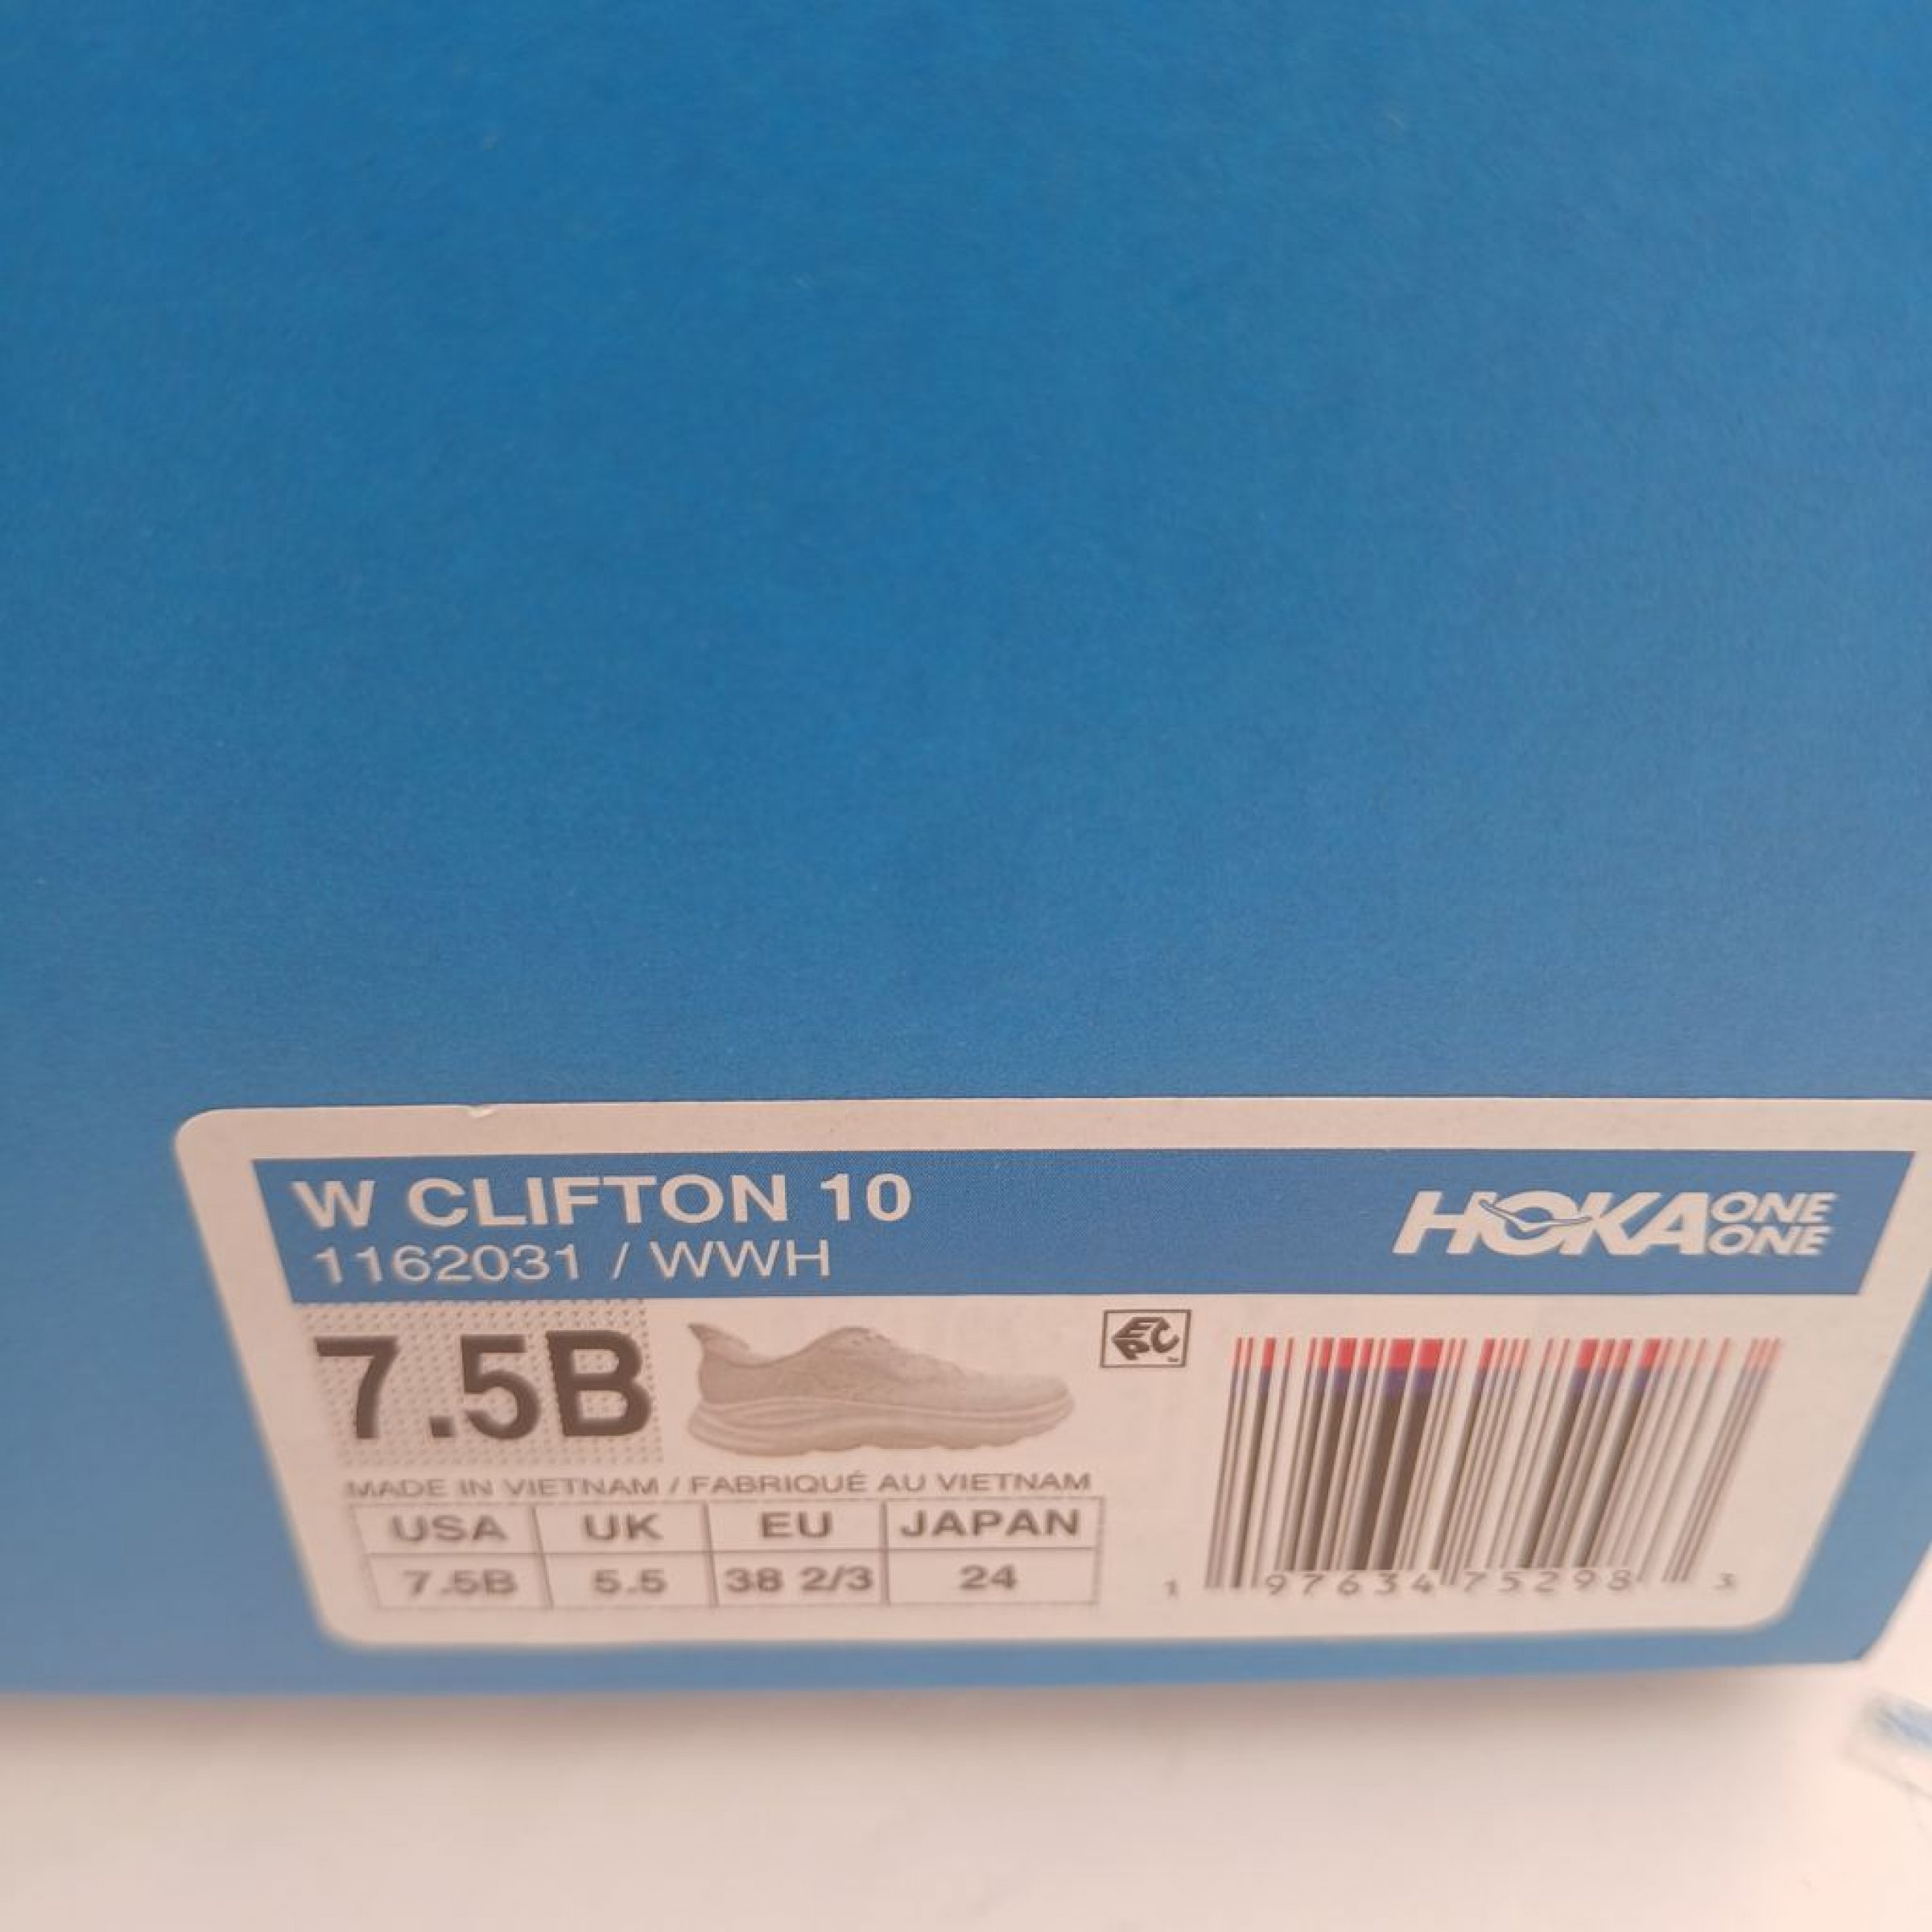 W CLIFTON 10
1162031 / WWH
HOKA ONE ONE
7.5B
EPC
MADE IN VIETNAM / FABRIQUÉ AU VIETNAM
USA UK EU JAPAN
7.5B 5.5 38 2/3 24
1 97634 75298 3